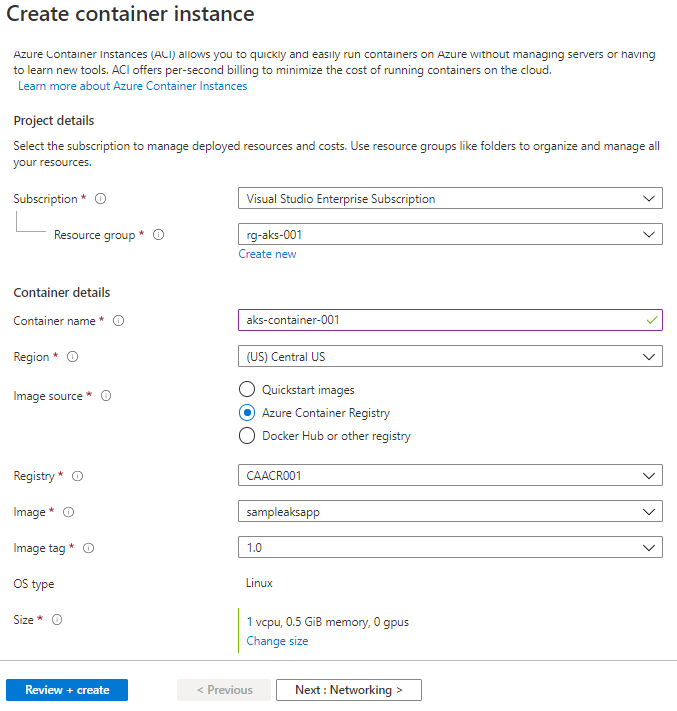 Create container instance
Azure Container Instances (ACI) allows you to quickly and easily run containers on Azure without managing servers or having
to learn new tools. ACI offers per-second billing to minimize the cost of running containers on the cloud.
Learn more about Azure Container Instances
Project details
Select the subscription to manage deployed resources and costs. Use resource groups like folders to organize and manage all
your resources.
Subscription *
Visual Studio Enterprise Subscription
Resource group *
rg-aks-001
Create new
Container details
Container name *
aks-container-001
Region *
(US) Central US
Image source *
Quickstart images
Azure Container Registry
Docker Hub or other registry
Registry *
CAACR001
Image *
sampleaksapp
Image tag *
1.0
OS type
Linux
Size *
1 vcpu, 0.5 GiB memory, 0 gpus
Change size
Review + create
< Previous
Next : Networking >